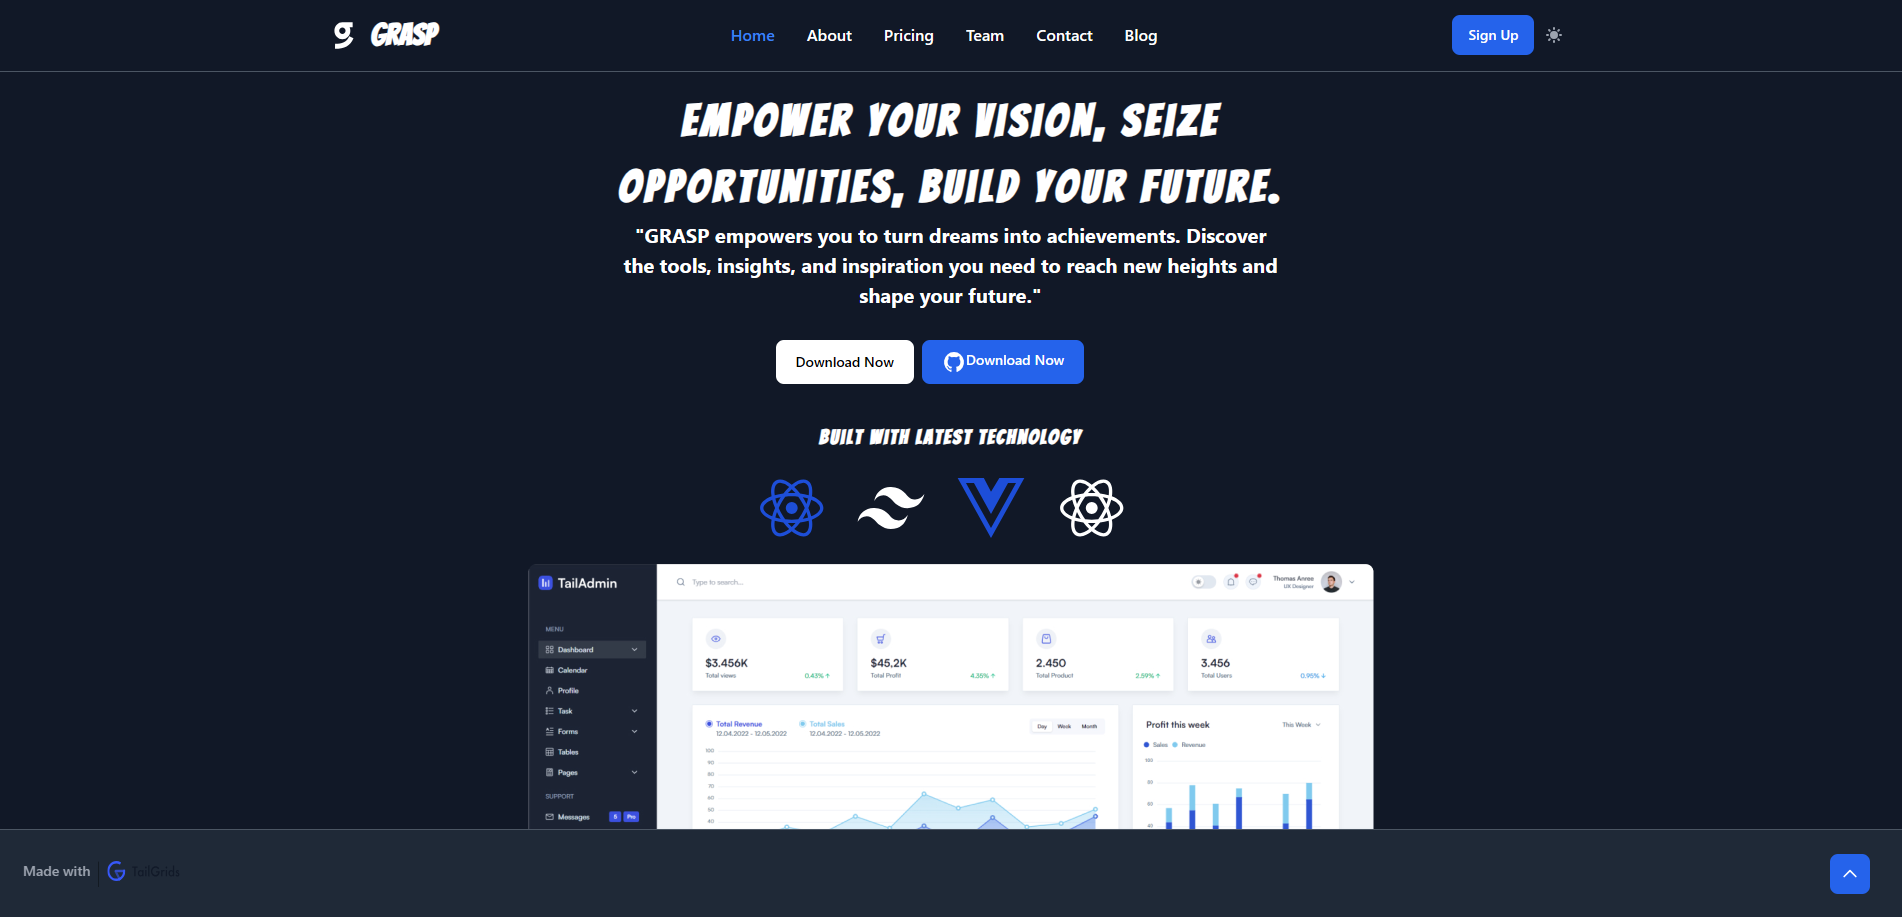 g GRASP
Home About Pricing Team Contact Blog
Sign Up
EMPOWER YOUR VISION, SEIZE
OPPORTUNITIES, BUILD YOUR FUTURE.
"GRASP empowers you to turn dreams into achievements. Discover
the tools, insights, and inspiration you need to reach new heights and
shape your future."
Download Now
Download Now
BUILT WITH LATEST TECHNOLOGY
TailAdmin
Type to search...
Thomas Anree
UX Designer
MENU
Dashboard
Calendar
Profile
Task
Forms
Tables
Pages
SUPPORT
Messages 5 Pro
$3.456K
Total views 0.43%
$45,2K
Total Profit 4.35%
2.450
Total Product 2.59%
3.456
Total Users 0.95%
Total Revenue
12.04.2022 - 12.05.2022
Total Sales
12.04.2022 - 12.05.2022
Day Week Month
100
90
80
70
60
50
40
Profit this week
This Week
Sales Revenue
100
80
60
40
Made with
TailGrids